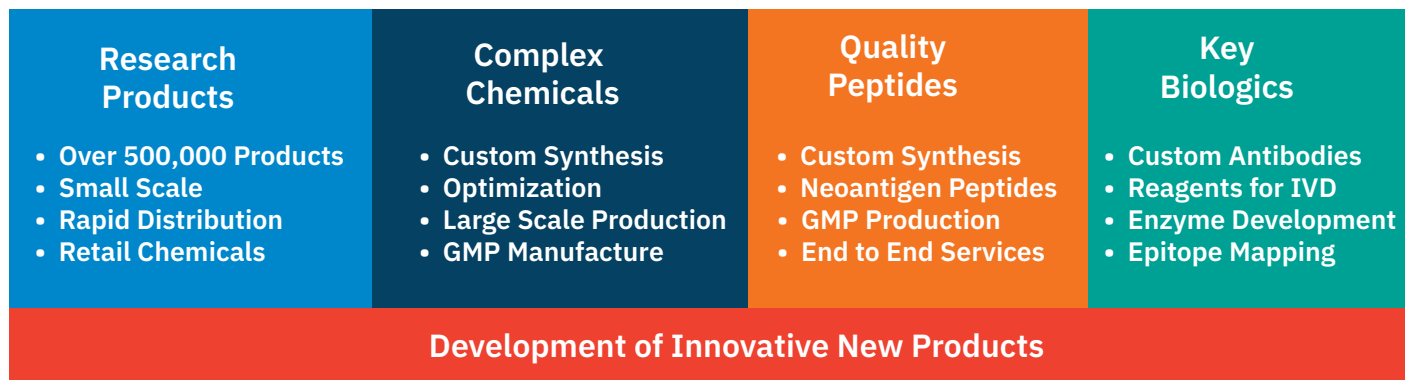 Research
Products
• Over 500,000 Products
• Small Scale
• Rapid Distribution
• Retail Chemicals
Complex
Chemicals
• Custom Synthesis
• Optimization
• Large Scale Production
• GMP Manufacture
Quality
Peptides
• Custom Synthesis
• Neoantigen Peptides
• GMP Production
• End to End Services
Key
Biologics
• Custom Antibodies
• Reagents for IVD
• Enzyme Development
• Epitope Mapping
Development of Innovative New Products